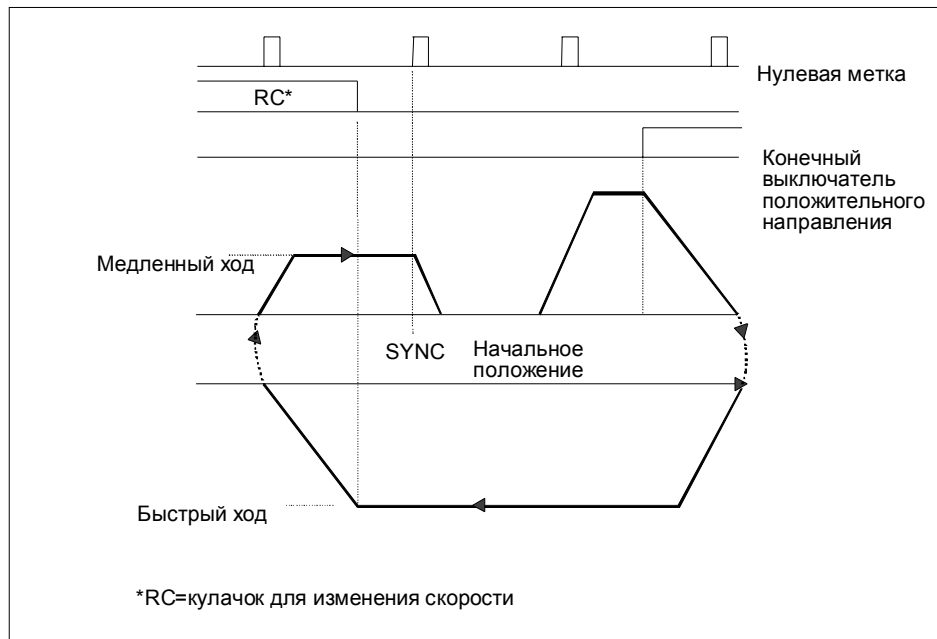 Нулевая метка
RC*
Конечный
выключатель
положительного
направления
Медленный ход
SYNC
Начальное
положение
Быстрый ход
*RC=кулачок для изменения скорости